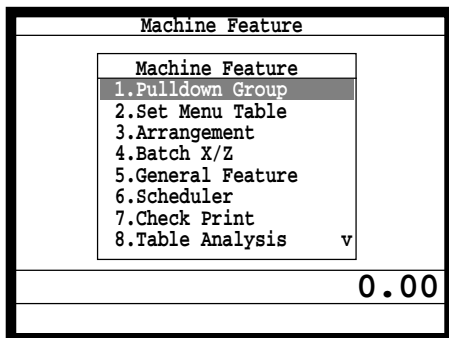 Machine Feature
Machine Feature
1.Pulldown Group
2.Set Menu Table
3.Arrangement
4.Batch X/Z
5.General Feature
6.Scheduler
7.Check Print
8.Table Analysis v
0.00